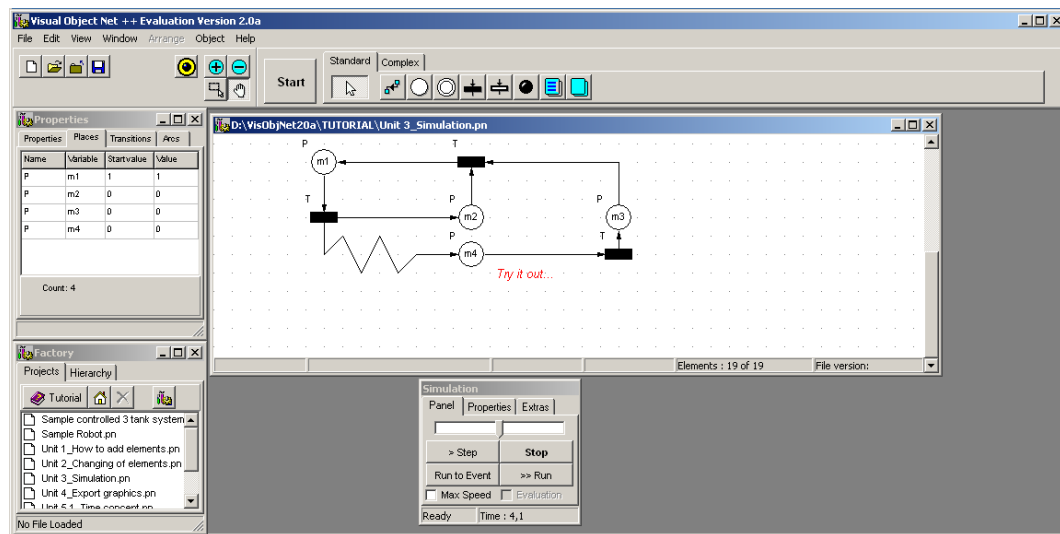 Visual Object Net ++ Evaluation Version 2.0a
File Edit View Window Arrange Object Help
Start
Standard Complex
Properties
Properties Places Transitions Arcs
Name Variable Startvalue Value
P m1 1 1
P m2 0 0
P m3 0 0
P m4 0 0
Count: 4
D:\VisObjNet20a\TUTORIAL\Unit 3_Simulation.pn
P T
m1
T P P
m2 m3
P T
m4
Try it out...
Elements : 19 of 19 File version:
Factory
Projects Hierarchy
Tutorial
Sample controlled 3 tank system
Sample Robot.pn
Unit 1_How to add elements.pn
Unit 2_Changing of elements.pn
Unit 3_Simulation.pn
Unit 4_Export graphics.pn
Unit 5.1_Time concept.pn
No File Loaded
Simulation
Panel Properties Extras
> Step Stop
Run to Event >> Run
Max Speed Evaluation
Ready Time : 4,1